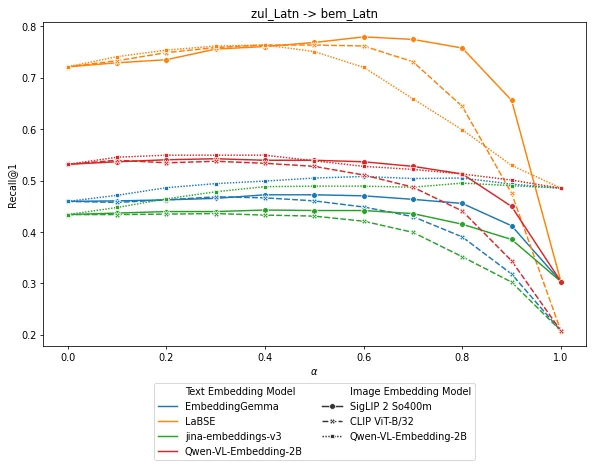 zul_Latn -> bem_Latn
Recall@1
0.8
0.7
0.6
0.5
0.4
0.3
0.2
0.0 0.2 0.4 0.6 0.8 1.0
α
Text Embedding Model Image Embedding Model
EmbeddingGemma SigLIP 2 So400m
LaBSE CLIP ViT-B/32
jina-embeddings-v3 Qwen-VL-Embedding-2B
Qwen-VL-Embedding-2B